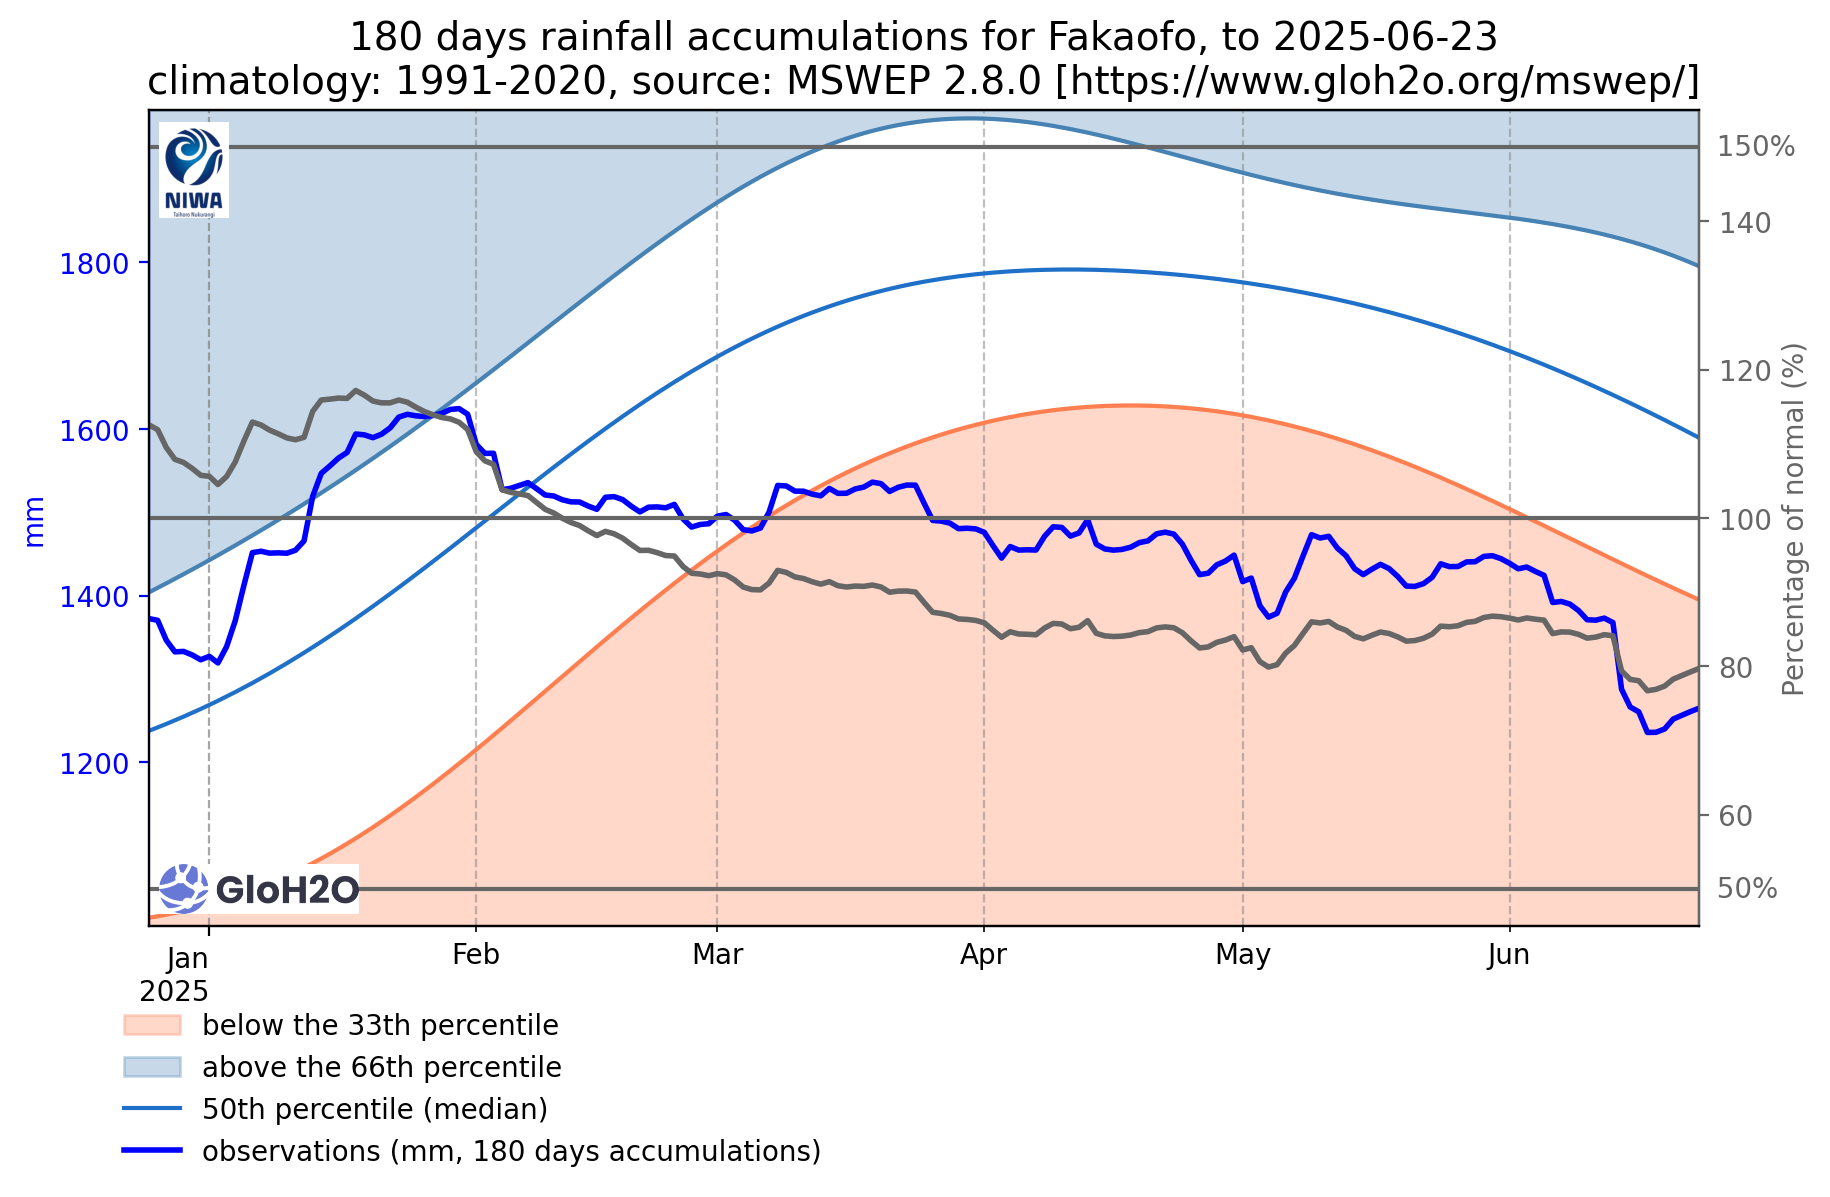 180 days rainfall accumulations for Fakaofo, to 2025-06-23
climatology: 1991-2020, source: MSWEP 2.8.0 [https://www.gloh2o.org/mswep/]
NIWA
Taihoro Nukurangi
150%
140
120
100
80
60
50%
Percentage of normal (%)
1800
1600
1400
1200
mm
GloH2O
Jan
2025
Feb
Mar
Apr
May
Jun
below the 33th percentile
above the 66th percentile
50th percentile (median)
observations (mm, 180 days accumulations)